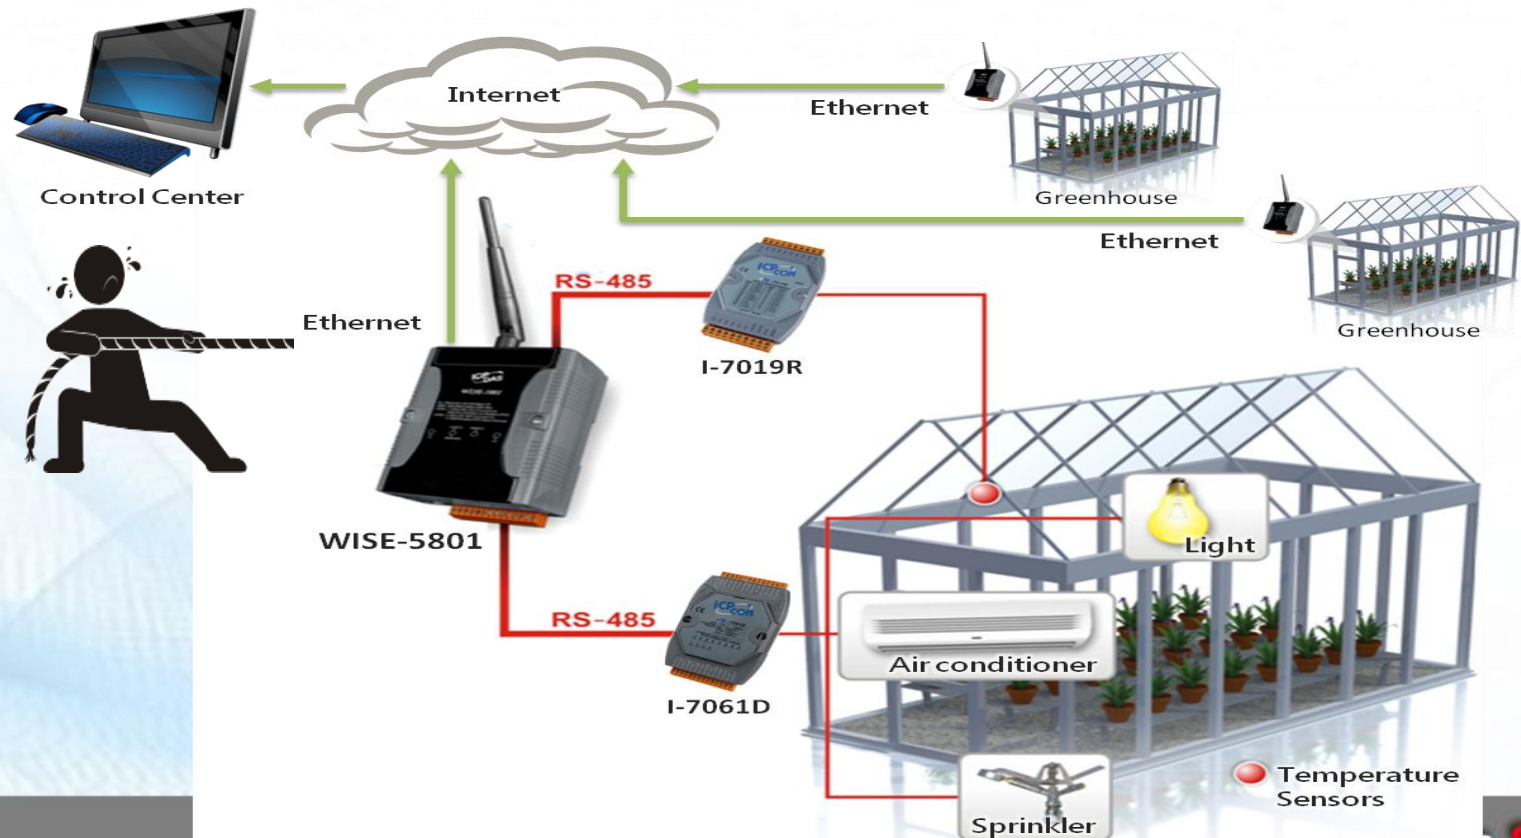 Internet
Ethernet
Control Center
Greenhouse
Ethernet
RS-485
Ethernet
Greenhouse
I-7019R
WISE-5801
Light
RS-485
Air conditioner
I-7061D
Temperature
Sensors
Sprinkler